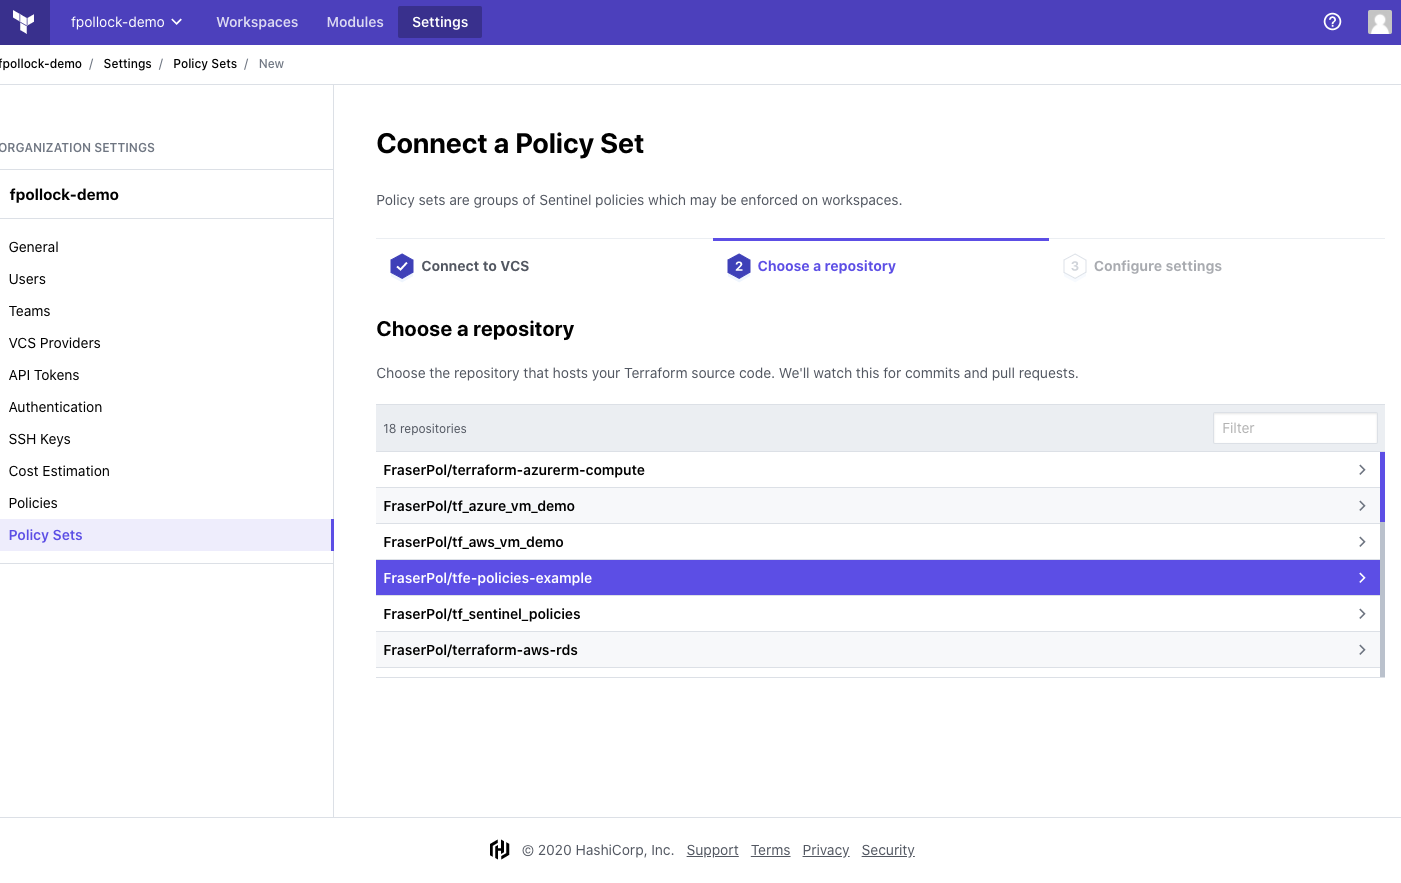 fpollock-demo Workspaces Modules Settings
fpollock-demo / Settings / Policy Sets / New
ORGANIZATION SETTINGS
fpollock-demo
General
Users
Teams
VCS Providers
API Tokens
Authentication
SSH Keys
Cost Estimation
Policies
Policy Sets
Connect a Policy Set
Policy sets are groups of Sentinel policies which may be enforced on workspaces.
Connect to VCS 2 Choose a repository 3 Configure settings
Choose a repository
Choose the repository that hosts your Terraform source code. We'll watch this for commits and pull requests.
18 repositories Filter
FraserPol/terraform-azurerm-compute
FraserPol/tf_azure_vm_demo
FraserPol/tf_aws_vm_demo
FraserPol/tfe-policies-example
FraserPol/tf_sentinel_policies
FraserPol/terraform-aws-rds
© 2020 HashiCorp, Inc. Support Terms Privacy Security